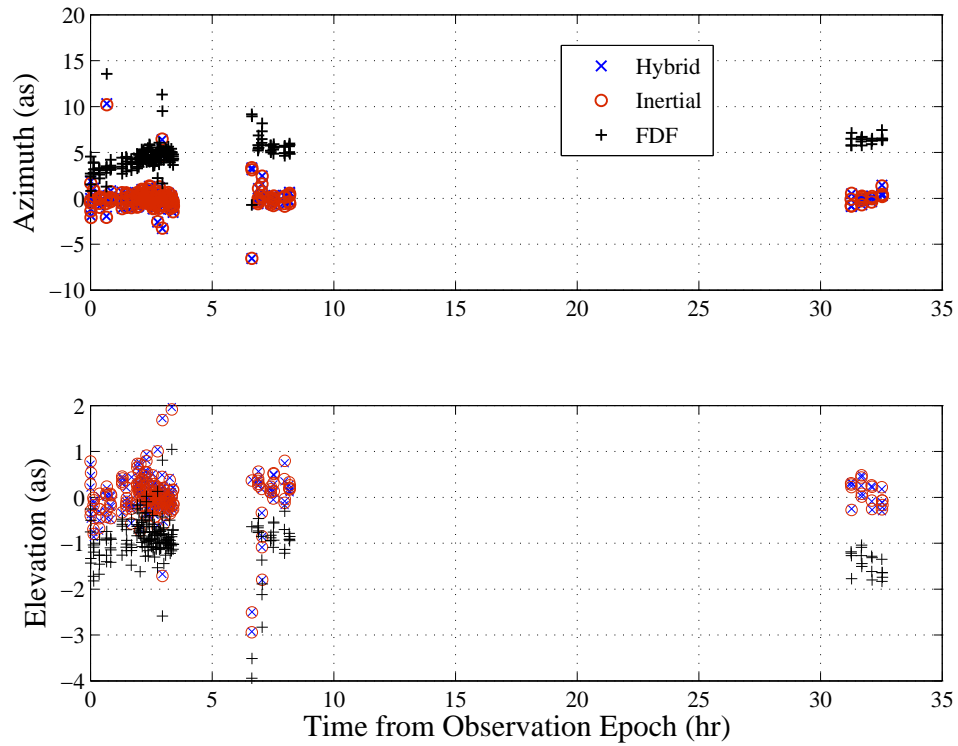 20
15
10
5
0
−5
−10
Azimuth (as)
Hybrid
Inertial
FDF
0 5 10 15 20 25 30 35
2
1
0
−1
−2
−3
−4
Elevation (as)
0 5 10 15 20 25 30 35
Time from Observation Epoch (hr)